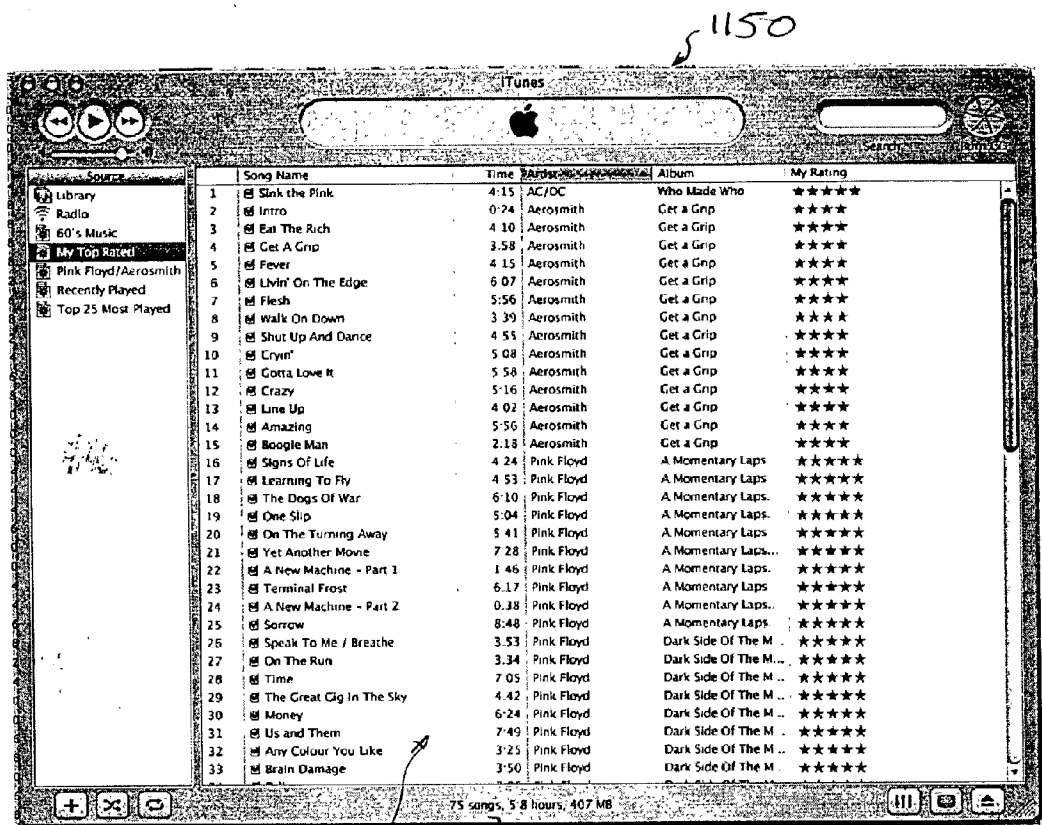 1150
iTunes
Search
Source
Library
Radio
60's Music
My Top Rated
Pink Floyd/Aerosmith
Recently Played
Top 25 Most Played
Song Name Time Artist Album My Rating
1 Sink the Pink 4:15 AC/DC Who Made Who ★★★★★
2 Intro 0:24 Aerosmith Get a Grip ★★★★
3 Eat The Rich 4 10 Aerosmith Get a Grip ★★★★
4 Get A Grip 3.58 Aerosmith Get a Grip ★★★★
5 Fever 4 15 Aerosmith Get a Grip ★★★★
6 Livin' On The Edge 6 07 Aerosmith Get a Grip ★★★★
7 Flesh 5:56 Aerosmith Get a Grip ★★★★
8 Walk On Down 3 39 Aerosmith Get a Grip ★★★★
9 Shut Up And Dance 4 55 Aerosmith Get a Grip ★★★★
10 Cryin' 5 08 Aerosmith Get a Grip ★★★★
11 Gotta Love It 5 58 Aerosmith Get a Grip ★★★★
12 Crazy 5:16 Aerosmith Get a Grip ★★★★
13 Line Up 4 02 Aerosmith Get a Grip ★★★★
14 Amazing 5:56 Aerosmith Get a Grip ★★★★
15 Boogie Man 2:18 Aerosmith Get a Grip ★★★★
16 Signs Of Life 4 24 Pink Floyd A Momentary Laps ★★★★★
17 Learning To Fly 4 53 Pink Floyd A Momentary Laps ★★★★★
18 The Dogs Of War 6:10 Pink Floyd A Momentary Laps. ★★★★★
19 One Slip 5:04 Pink Floyd A Momentary Laps. ★★★★★
20 On The Turning Away 5 41 Pink Floyd A Momentary Laps ★★★★★
21 Yet Another Movie 7 28 Pink Floyd A Momentary Laps... ★★★★★
22 A New Machine - Part 1 1 46 Pink Floyd A Momentary Laps. ★★★★★
23 Terminal Frost 6.17 Pink Floyd A Momentary Laps ★★★★★
24 A New Machine - Part 2 0.38 Pink Floyd A Momentary Laps.. ★★★★★
25 Sorrow 8:48 Pink Floyd A Momentary Laps ★★★★★
26 Speak To Me / Breathe 3.53 Pink Floyd Dark Side Of The M . ★★★★★
27 On The Run 3.34 Pink Floyd Dark Side Of The M... ★★★★★
28 Time 7 05 Pink Floyd Dark Side Of The M ★★★★★
29 The Great Gig In The Sky 4.42 Pink Floyd Dark Side Of The M .. ★★★★★
30 Money 6:24 Pink Floyd Dark Side Of The M .. ★★★★★
31 Us and Them 7:49 Pink Floyd Dark Side Of The M .. ★★★★★
32 Any Colour You Like 3:25 Pink Floyd Dark Side Of The M .. ★★★★★
33 Brain Damage 3:50 Pink Floyd Dark Side Of The M .. ★★★★★
75 songs, 5 8 hours, 407 MB